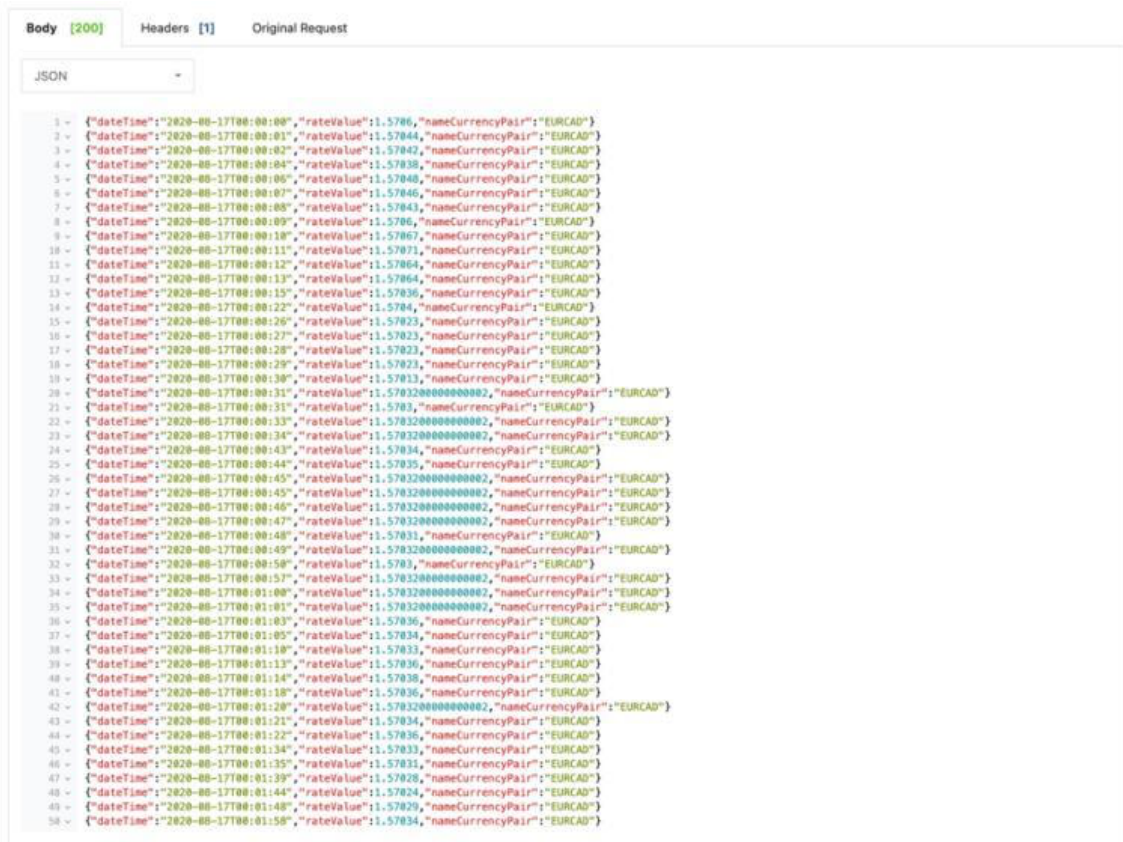 Body [200] Headers [1] Original Request
JSON
1 {"dateTime":"2020-08-17T00:00:00","rateValue":1.5706,"nameCurrencyPair":"EURCAD"}
2 {"dateTime":"2020-08-17T00:00:01","rateValue":1.57044,"nameCurrencyPair":"EURCAD"}
3 {"dateTime":"2020-08-17T00:00:02","rateValue":1.57042,"nameCurrencyPair":"EURCAD"}
4 {"dateTime":"2020-08-17T00:00:04","rateValue":1.57038,"nameCurrencyPair":"EURCAD"}
5 {"dateTime":"2020-08-17T00:00:06","rateValue":1.57048,"nameCurrencyPair":"EURCAD"}
6 {"dateTime":"2020-08-17T00:00:07","rateValue":1.57046,"nameCurrencyPair":"EURCAD"}
7 {"dateTime":"2020-08-17T00:00:08","rateValue":1.57043,"nameCurrencyPair":"EURCAD"}
8 {"dateTime":"2020-08-17T00:00:09","rateValue":1.5706,"nameCurrencyPair":"EURCAD"}
9 {"dateTime":"2020-08-17T00:00:10","rateValue":1.57067,"nameCurrencyPair":"EURCAD"}
10 {"dateTime":"2020-08-17T00:00:11","rateValue":1.57071,"nameCurrencyPair":"EURCAD"}
11 {"dateTime":"2020-08-17T00:00:12","rateValue":1.57064,"nameCurrencyPair":"EURCAD"}
12 {"dateTime":"2020-08-17T00:00:13","rateValue":1.57064,"nameCurrencyPair":"EURCAD"}
13 {"dateTime":"2020-08-17T00:00:15","rateValue":1.57036,"nameCurrencyPair":"EURCAD"}
14 {"dateTime":"2020-08-17T00:00:22","rateValue":1.5704,"nameCurrencyPair":"EURCAD"}
15 {"dateTime":"2020-08-17T00:00:26","rateValue":1.57023,"nameCurrencyPair":"EURCAD"}
16 {"dateTime":"2020-08-17T00:00:27","rateValue":1.57023,"nameCurrencyPair":"EURCAD"}
17 {"dateTime":"2020-08-17T00:00:28","rateValue":1.57023,"nameCurrencyPair":"EURCAD"}
18 {"dateTime":"2020-08-17T00:00:29","rateValue":1.57023,"nameCurrencyPair":"EURCAD"}
19 {"dateTime":"2020-08-17T00:00:30","rateValue":1.57013,"nameCurrencyPair":"EURCAD"}
20 {"dateTime":"2020-08-17T00:00:31","rateValue":1.5703200000000002,"nameCurrencyPair":"EURCAD"}
21 {"dateTime":"2020-08-17T00:00:31","rateValue":1.5703,"nameCurrencyPair":"EURCAD"}
22 {"dateTime":"2020-08-17T00:00:33","rateValue":1.5703200000000002,"nameCurrencyPair":"EURCAD"}
23 {"dateTime":"2020-08-17T00:00:34","rateValue":1.5703200000000002,"nameCurrencyPair":"EURCAD"}
24 {"dateTime":"2020-08-17T00:00:43","rateValue":1.57034,"nameCurrencyPair":"EURCAD"}
25 {"dateTime":"2020-08-17T00:00:44","rateValue":1.57035,"nameCurrencyPair":"EURCAD"}
26 {"dateTime":"2020-08-17T00:00:45","rateValue":1.5703200000000002,"nameCurrencyPair":"EURCAD"}
27 {"dateTime":"2020-08-17T00:00:45","rateValue":1.5703200000000002,"nameCurrencyPair":"EURCAD"}
28 {"dateTime":"2020-08-17T00:00:46","rateValue":1.5703200000000002,"nameCurrencyPair":"EURCAD"}
29 {"dateTime":"2020-08-17T00:00:47","rateValue":1.5703200000000002,"nameCurrencyPair":"EURCAD"}
30 {"dateTime":"2020-08-17T00:00:48","rateValue":1.57031,"nameCurrencyPair":"EURCAD"}
31 {"dateTime":"2020-08-17T00:00:49","rateValue":1.5703200000000002,"nameCurrencyPair":"EURCAD"}
32 {"dateTime":"2020-08-17T00:00:50","rateValue":1.5703,"nameCurrencyPair":"EURCAD"}
33 {"dateTime":"2020-08-17T00:00:57","rateValue":1.5703200000000002,"nameCurrencyPair":"EURCAD"}
34 {"dateTime":"2020-08-17T00:01:00","rateValue":1.5703200000000002,"nameCurrencyPair":"EURCAD"}
35 {"dateTime":"2020-08-17T00:01:01","rateValue":1.5703200000000002,"nameCurrencyPair":"EURCAD"}
36 {"dateTime":"2020-08-17T00:01:03","rateValue":1.57036,"nameCurrencyPair":"EURCAD"}
37 {"dateTime":"2020-08-17T00:01:05","rateValue":1.57034,"nameCurrencyPair":"EURCAD"}
38 {"dateTime":"2020-08-17T00:01:10","rateValue":1.57033,"nameCurrencyPair":"EURCAD"}
39 {"dateTime":"2020-08-17T00:01:13","rateValue":1.57036,"nameCurrencyPair":"EURCAD"}
40 {"dateTime":"2020-08-17T00:01:14","rateValue":1.57038,"nameCurrencyPair":"EURCAD"}
41 {"dateTime":"2020-08-17T00:01:18","rateValue":1.57036,"nameCurrencyPair":"EURCAD"}
42 {"dateTime":"2020-08-17T00:01:20","rateValue":1.5703200000000002,"nameCurrencyPair":"EURCAD"}
43 {"dateTime":"2020-08-17T00:01:21","rateValue":1.57034,"nameCurrencyPair":"EURCAD"}
44 {"dateTime":"2020-08-17T00:01:22","rateValue":1.57036,"nameCurrencyPair":"EURCAD"}
45 {"dateTime":"2020-08-17T00:01:34","rateValue":1.57033,"nameCurrencyPair":"EURCAD"}
46 {"dateTime":"2020-08-17T00:01:35","rateValue":1.57031,"nameCurrencyPair":"EURCAD"}
47 {"dateTime":"2020-08-17T00:01:39","rateValue":1.57028,"nameCurrencyPair":"EURCAD"}
48 {"dateTime":"2020-08-17T00:01:44","rateValue":1.57024,"nameCurrencyPair":"EURCAD"}
49 {"dateTime":"2020-08-17T00:01:48","rateValue":1.57029,"nameCurrencyPair":"EURCAD"}
50 {"dateTime":"2020-08-17T00:01:50","rateValue":1.57034,"nameCurrencyPair":"EURCAD"}